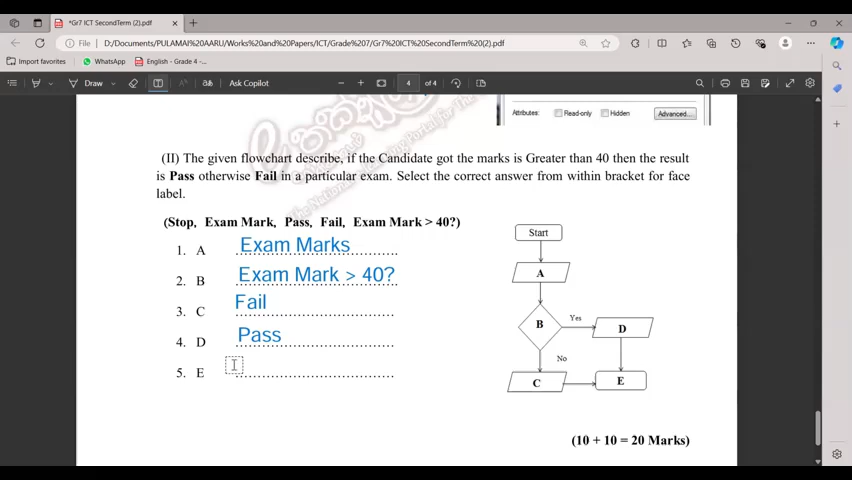 *Gr7 ICT SecondTerm (2).pdf
File
D:/Documents/PULAMAI%20AARU/Works%20and%20Papers/ICT/Grade%207/Gr7%20ICT%20SecondTerm%20(2).pdf
Import favorites
WhatsApp
English - Grade 4 -...
Draw
Ask Copilot
4 of 4
Attributes: Read-only Hidden Advanced...
(II) The given flowchart describe, if the Candidate got the marks is Greater than 40 then the result
is Pass otherwise Fail in a particular exam. Select the correct answer from within bracket for face
label.
(Stop, Exam Mark, Pass, Fail, Exam Mark > 40?)
1. A Exam Marks
2. B Exam Mark > 40?
3. C Fail
4. D Pass
5. E
Start
A
B
Yes
D
No
C
E
(10 + 10 = 20 Marks)